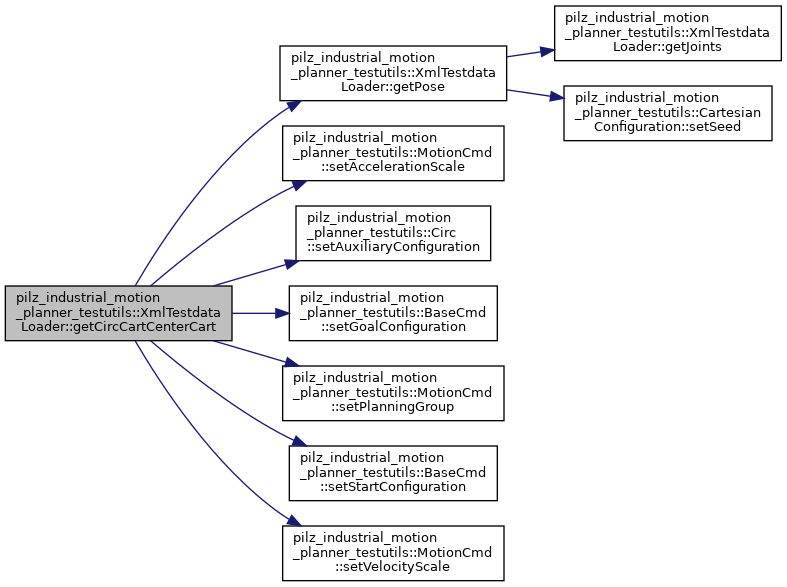 pilz_industrial_motion
_planner_testutils::XmlTestdata
Loader::getCircCartCenterCart
pilz_industrial_motion
_planner_testutils::XmlTestdata
Loader::getPose
pilz_industrial_motion
_planner_testutils::XmlTestdata
Loader::getJoints
pilz_industrial_motion
_planner_testutils::Cartesian
Configuration::setSeed
pilz_industrial_motion
_planner_testutils::MotionCmd
::setAccelerationScale
pilz_industrial_motion
_planner_testutils::Circ
::setAuxiliaryConfiguration
pilz_industrial_motion
_planner_testutils::BaseCmd
::setGoalConfiguration
pilz_industrial_motion
_planner_testutils::MotionCmd
::setPlanningGroup
pilz_industrial_motion
_planner_testutils::BaseCmd
::setStartConfiguration
pilz_industrial_motion
_planner_testutils::MotionCmd
::setVelocityScale